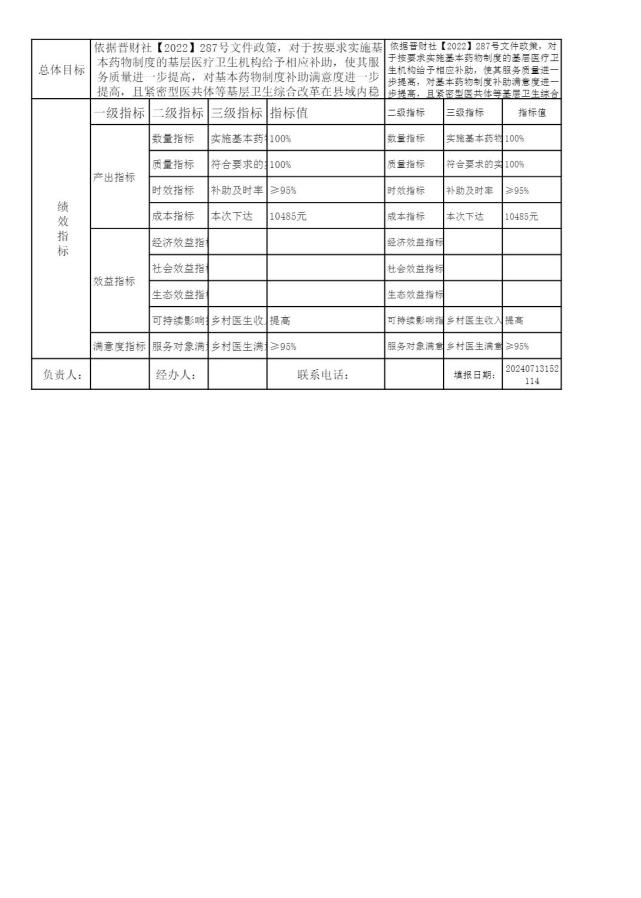 总体目标
依据晋财社【2022】287号文件政策，对于按要求实施基
本药物制度的基层医疗卫生机构给予相应补助，使其服
务质量进一步提高，对基本药物制度补助满意度进一步
提高，且紧密型医共体等基层卫生综合改革在县域内稳
依据晋财社【2022】287号文件政策，对
于按要求实施基本药物制度的基层医疗卫
生机构给予相应补助，使其服务质量进一
步提高，对基本药物制度补助满意度进一
步提高，且紧密型医共体等基层卫生综合
绩效指标
一级指标 二级指标 三级指标 指标值 二级指标 三级指标 指标值
产出指标
数量指标 实施基本药 100% 数量指标 实施基本药物 100%
质量指标 符合要求的 100% 质量指标 符合要求的实 100%
时效指标 补助及时率 ≥95% 时效指标 补助及时率 ≥95%
成本指标 本次下达 10485元 成本指标 本次下达 10485元
效益指标
经济效益指 经济效益指标
社会效益指 社会效益指标
生态效益指 生态效益指标
可持续影响 乡村医生收 提高 可持续影响指 乡村医生收入 提高
满意度指标 服务对象满 乡村医生满 ≥95% 服务对象满意 乡村医生满意 ≥95%
负责人： 经办人： 联系电话： 填报日期： 20240713152
114